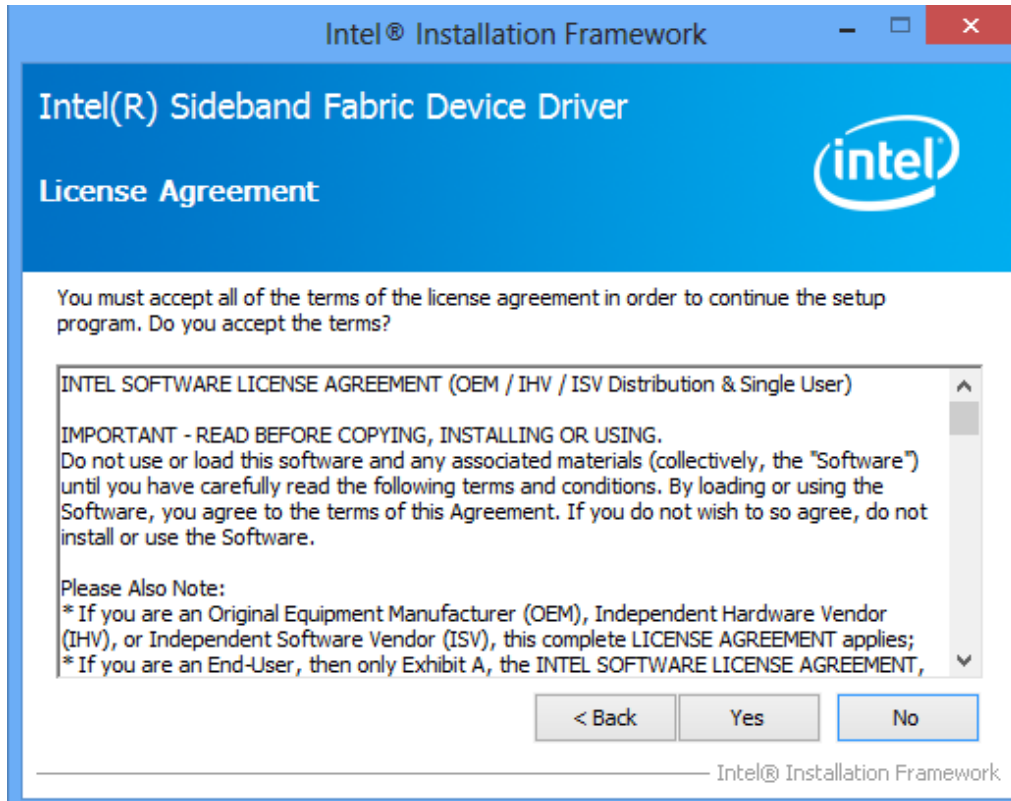 Intel® Installation Framework
Intel(R) Sideband Fabric Device Driver
intel
License Agreement
You must accept all of the terms of the license agreement in order to continue the setup
program. Do you accept the terms?
INTEL SOFTWARE LICENSE AGREEMENT (OEM / IHV / ISV Distribution & Single User)
IMPORTANT - READ BEFORE COPYING, INSTALLING OR USING.
Do not use or load this software and any associated materials (collectively, the "Software")
until you have carefully read the following terms and conditions. By loading or using the
Software, you agree to the terms of this Agreement. If you do not wish to so agree, do not
install or use the Software.
Please Also Note:
* If you are an Original Equipment Manufacturer (OEM), Independent Hardware Vendor
(IHV), or Independent Software Vendor (ISV), this complete LICENSE AGREEMENT applies;
* If you are an End-User, then only Exhibit A, the INTEL SOFTWARE LICENSE AGREEMENT,
< Back Yes No
Intel® Installation Framework